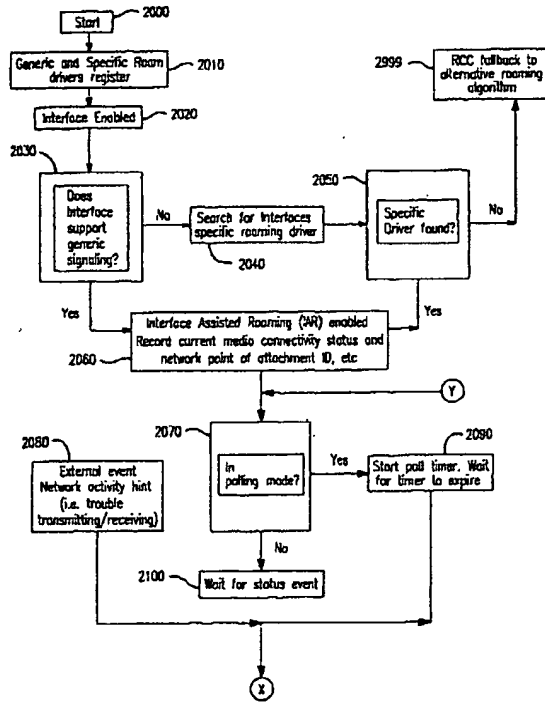 Start
2000
Generic and Specific Roam
drivers register
2010
Interface Enabled
2020
2999
RCC fallback to
alternative roaming
algorithm
2030
Does
Interface
support
generic
signaling?
No
Search for Interfaces
specific roaming driver
2040
2050
Specific
Driver found?
No
Yes
Yes
Interface Assisted Roaming (IAR) enabled
Record current media connectivity status and
network point of attachment ID, etc
2060
Y
2070
In
polling mode?
Yes
2090
Start poll timer. Wait
for timer to expire
2080
External event
Network activity hint
(i.e. trouble
transmitting/receiving)
No
2100
Wait for status event
X